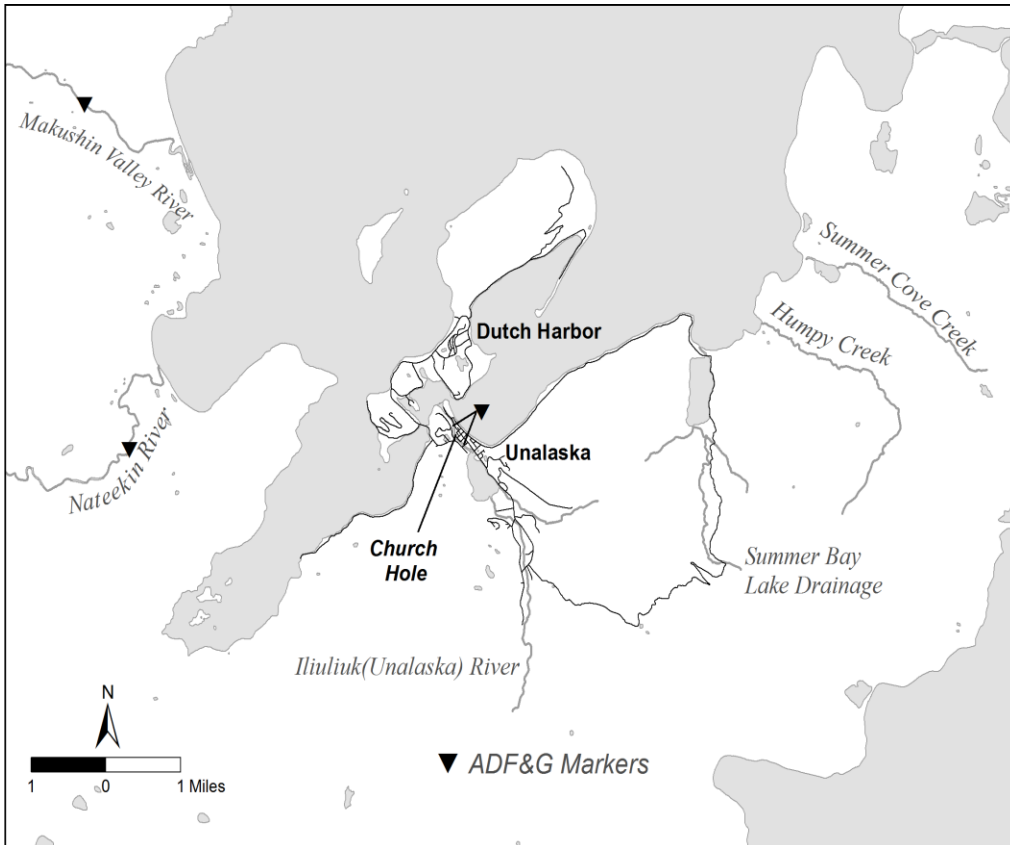 Makushin Valley River
Summer Cove Creek
Humpy Creek
Dutch Harbor
Nateekin River
Unalaska
Church
Hole
Summer Bay
Lake Drainage
Iliuliuk(Unalaska) River
N
1 0 1 Miles
ADF&G Markers